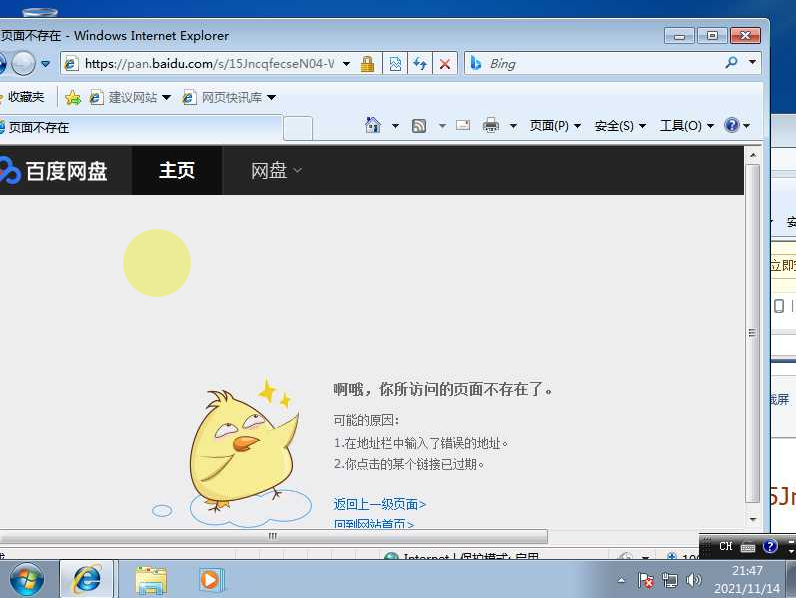 页面不存在 - Windows Internet Explorer
https://pan.baidu.com/s/15JncqfecseN04-V
Bing
收藏夹
建议网站
网页快讯库
页面不存在
页面(P)
安全(S)
工具(O)
百度网盘
主页
网盘
啊哦，你所访问的页面不存在了。
可能的原因：
1.在地址栏中输入了错误的地址。
2.你点击的某个链接已过期。
返回上一级页面>
回到网站首页>
立即
Internet | 保护模式: 启用
CH
21:47
2021/11/14